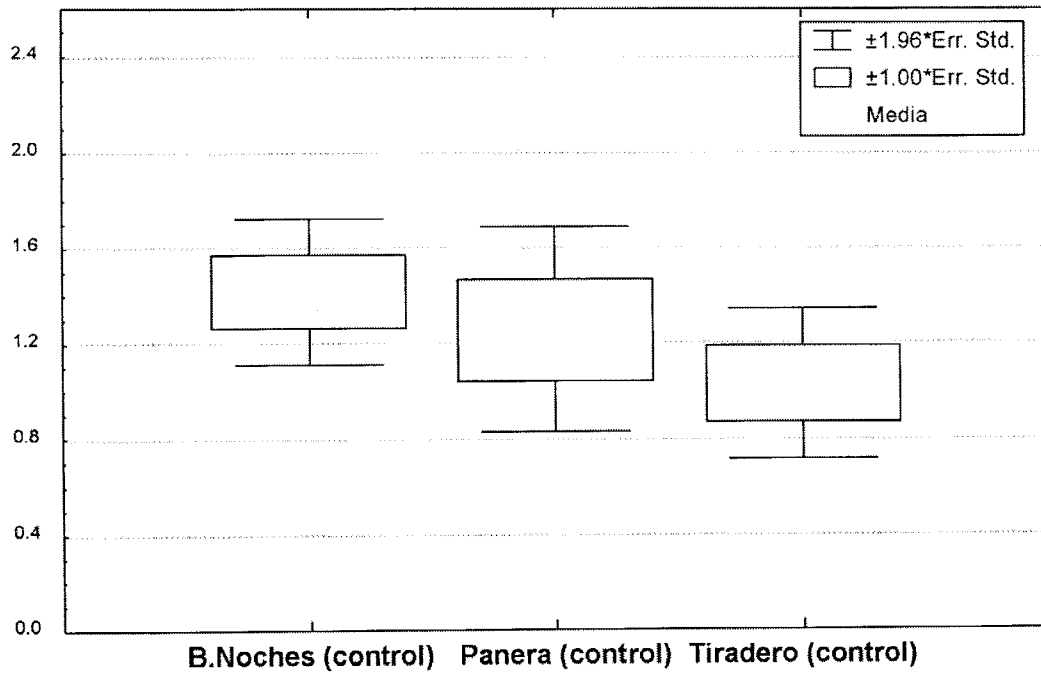 2.4
2.0
1.6
1.2
0.8
0.4
0.0
±1.96*Err. Std.
±1.00*Err. Std.
Media
B.Noches (control) Panera (control) Tiradero (control)